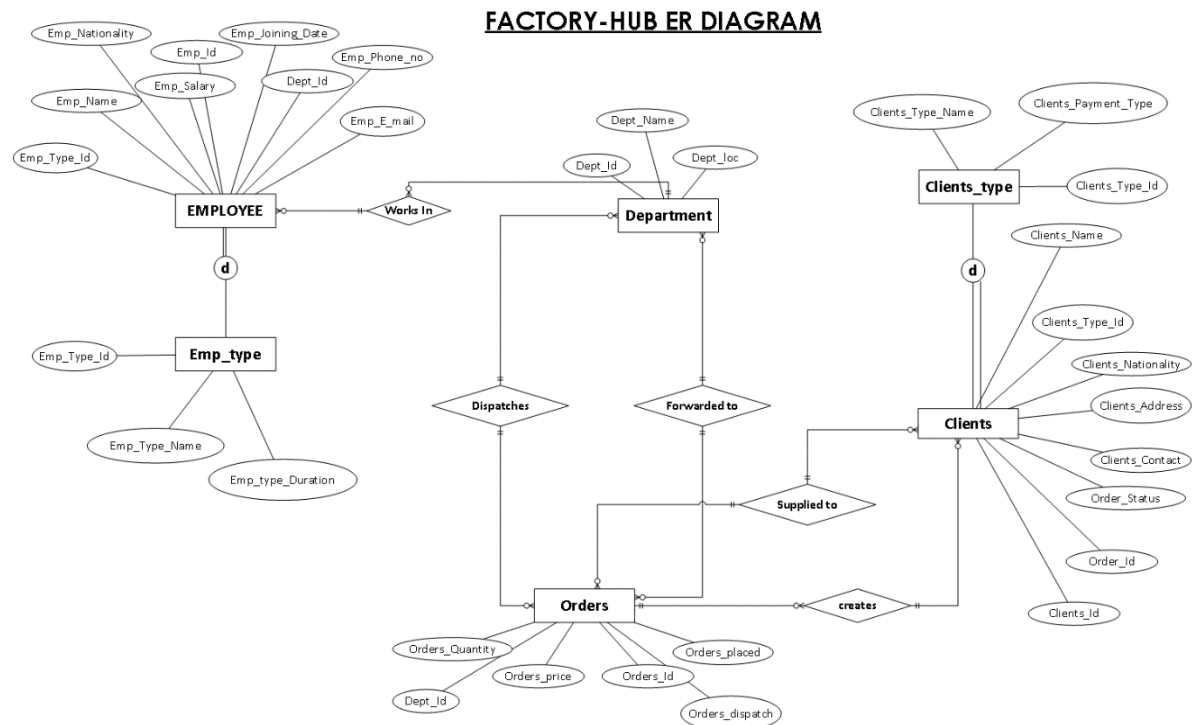 FACTORY-HUB ER DIAGRAM
Emp_Nationality
Emp_Id
Emp_Joining_Date
Emp_Phone_no
Emp_Name
Emp_Salary
Dept_Id
Emp_E_mail
Emp_Type_Id
EMPLOYEE
Works In
d
Emp_type
Emp_Type_Id
Emp_Type_Name
Emp_type_Duration
Dept_Name
Dept_Id
Dept_loc
Department
Dispatches
Forwarded to
Supplied to
creates
Orders
Orders_Quantity
Dept_Id
Orders_price
Orders_Id
Orders_placed
Orders_dispatch
Clients_Type_Name
Clients_Payment_Type
Clients_type
Clients_Type_Id
d
Clients_Name
Clients_Type_Id
Clients_Nationality
Clients_Address
Clients
Clients_Contact
Order_Status
Order_Id
Clients_Id